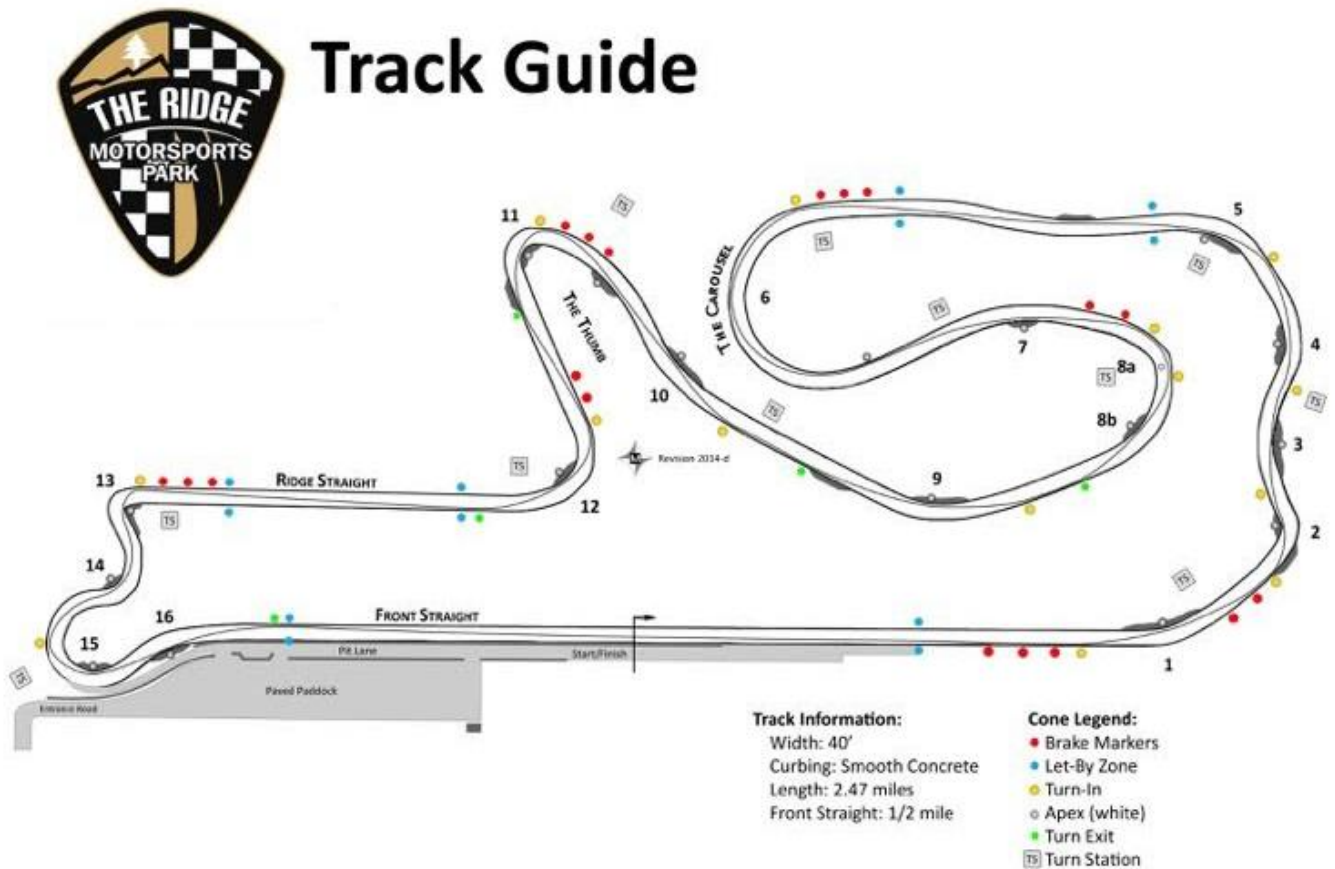 THE RIDGE
MOTORSPORTS
PARK
Track Guide
TS
11
5
TS
TS
THE CAROUSEL
6
THE THUMB
TS
7
4
8a
TS
10
TS
TS
8b
3
M
Revision 2014-d
TS
9
13
RIDGE STRAIGHT
12
TS
2
14
TS
16
FRONT STRAIGHT
15
Pit Lane
Start/Finish
1
TS
Paved Paddock
Entrance Road
Track Information:
Width: 40'
Curbing: Smooth Concrete
Length: 2.47 miles
Front Straight: 1/2 mile
Cone Legend:
Brake Markers
Let-By Zone
Turn-In
Apex (white)
Turn Exit
TS Turn Station